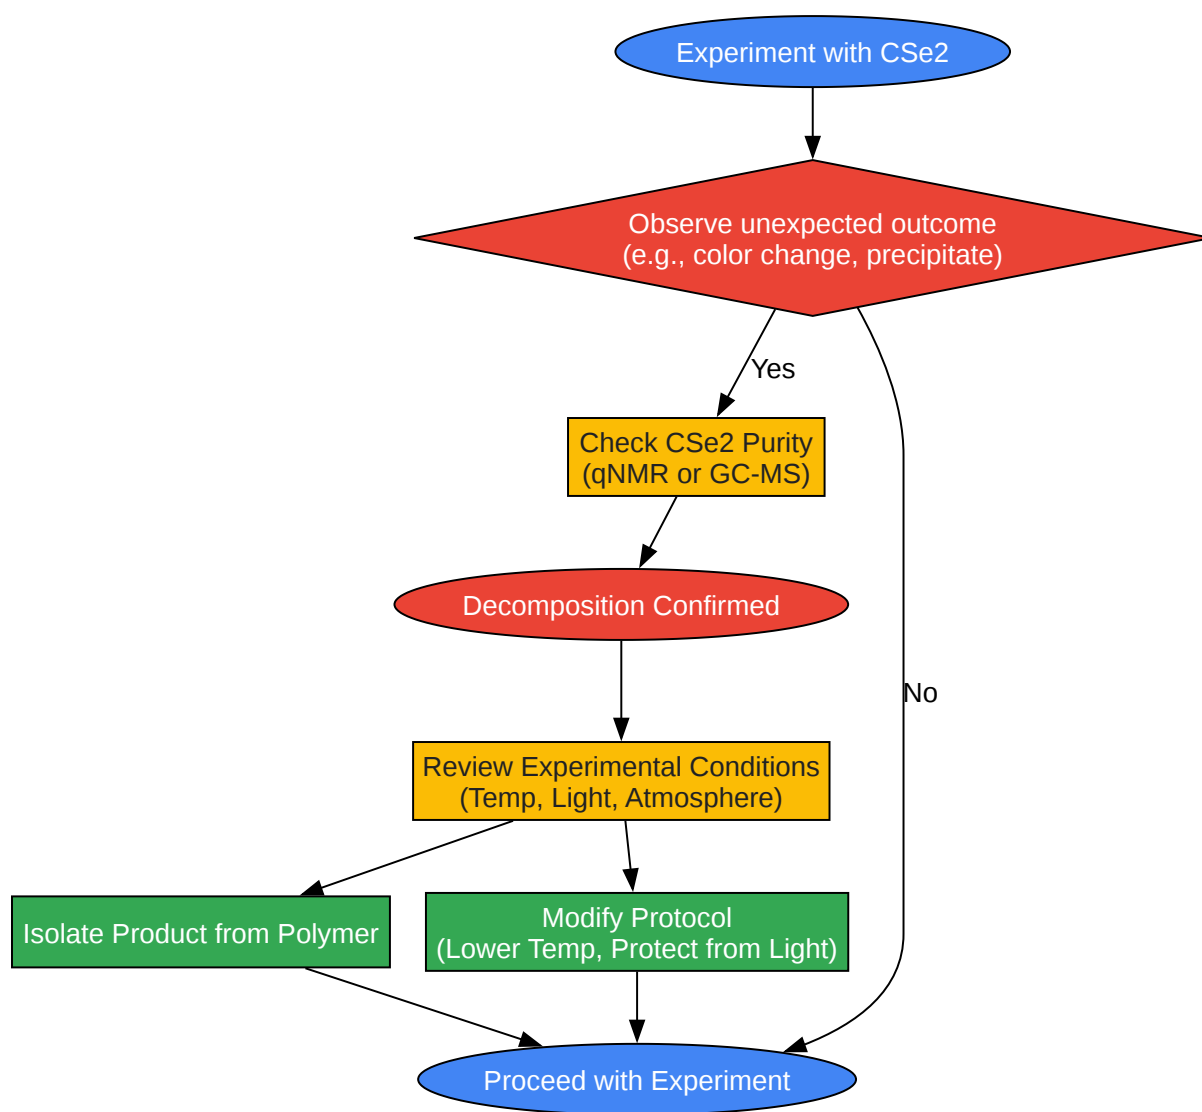 Experiment with CSe2
Observe unexpected outcome
(e.g., color change, precipitate)
Yes
Check CSe2 Purity
(qNMR or GC-MS)
Decomposition Confirmed
No
Review Experimental Conditions
(Temp, Light, Atmosphere)
Isolate Product from Polymer
Modify Protocol
(Lower Temp, Protect from Light)
Proceed with Experiment